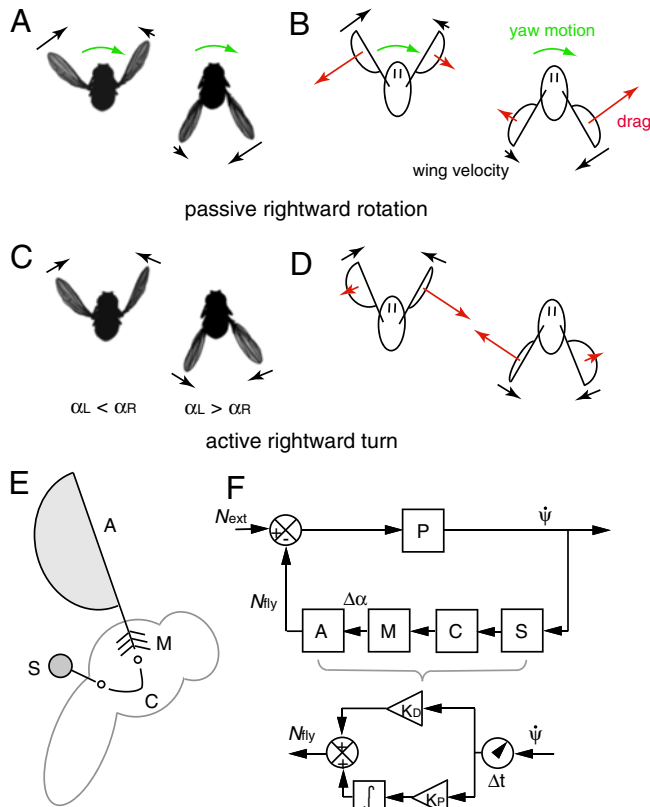 A
B
yaw motion
drag
wing velocity
passive rightward rotation
C
D
αL < αR
αL > αR
active rightward turn
E
A
M
S
C
F
Next
+
-
P
ψ̇
Nfly
Δα
A
M
C
S
KD
Nfly
+
+
ψ̇
Δt
∫
KP